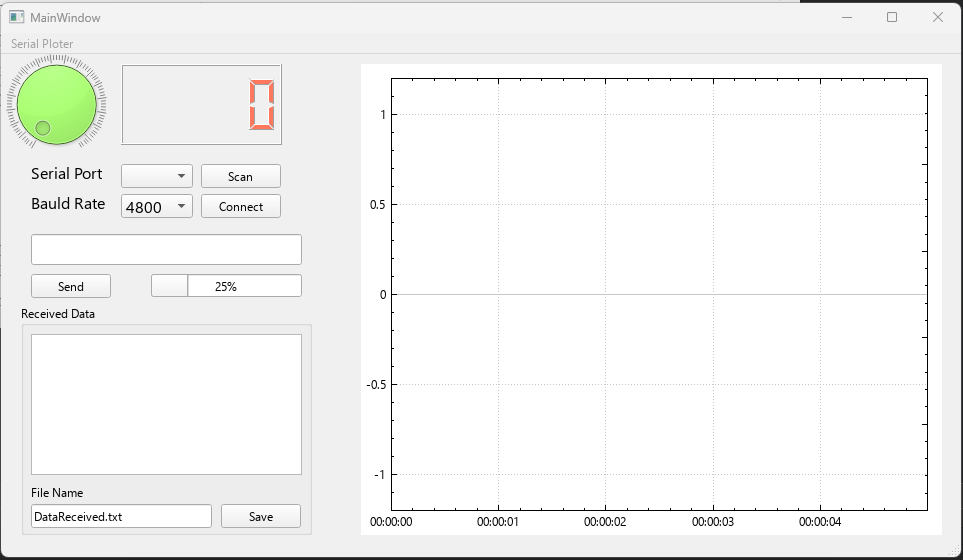 MainWindow
Serial Ploter
0
Serial Port
Scan
Bauld Rate
4800
Connect
Send
25%
Received Data
File Name
DataReceived.txt
Save
1
0.5
0
-0.5
-1
00:00:00 00:00:01 00:00:02 00:00:03 00:00:04